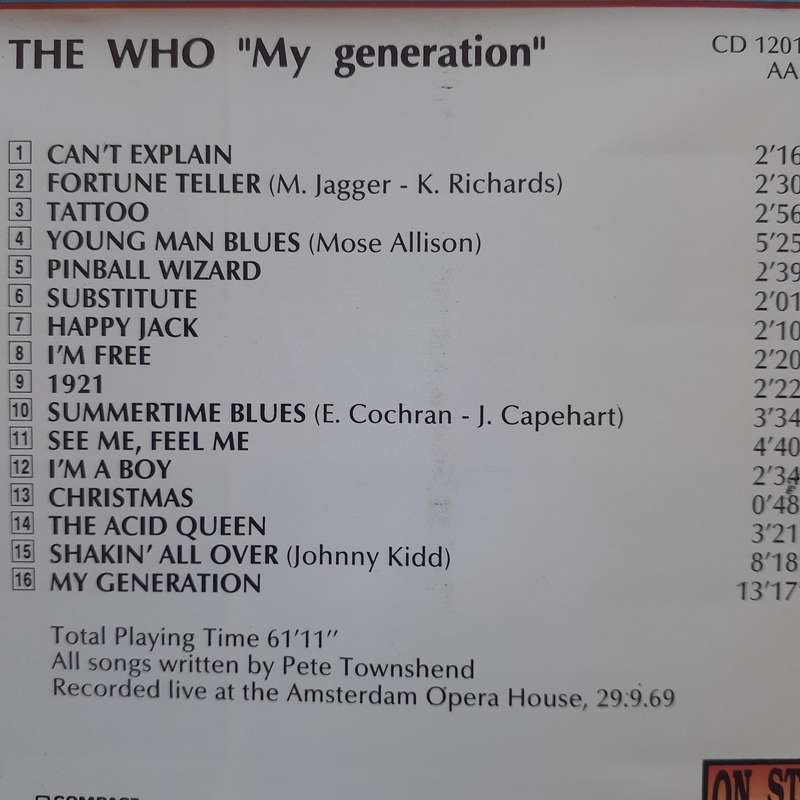 THE WHO "My generation"
CD 1201
AA
1 CAN'T EXPLAIN 2'16
2 FORTUNE TELLER (M. Jagger - K. Richards) 2'30
3 TATTOO 2'56
4 YOUNG MAN BLUES (Mose Allison) 5'25
5 PINBALL WIZARD 2'39
6 SUBSTITUTE 2'01
7 HAPPY JACK 2'10
8 I'M FREE 2'20
9 1921 2'22
10 SUMMERTIME BLUES (E. Cochran - J. Capehart) 3'34
11 SEE ME, FEEL ME 4'40
12 I'M A BOY 2'34
13 CHRISTMAS 0'48
14 THE ACID QUEEN 3'21
15 SHAKIN' ALL OVER (Johnny Kidd) 8'18
16 MY GENERATION 13'17"
Total Playing Time 61'11''
All songs written by Pete Townshend
Recorded live at the Amsterdam Opera House, 29.9.69
ON ST